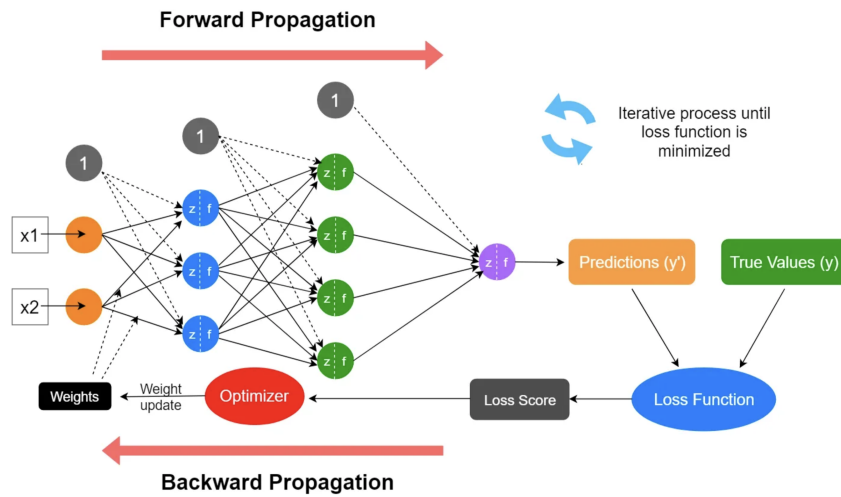 Forward Propagation
1
1
1
Iterative process until
loss function is
minimized
z f
z f
z f
z f
z f
z f
z f
z f
x1
x2
Predictions (y')
True Values (y)
Weights
Weight
update
Optimizer
Loss Score
Loss Function
Backward Propagation